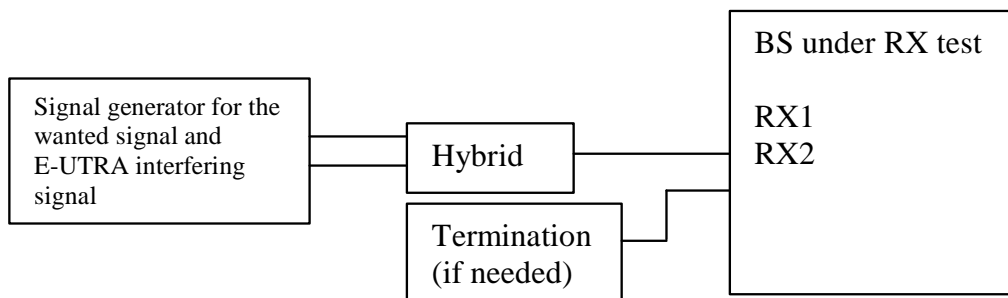 Signal generator for the
wanted signal and
E-UTRA interfering
signal
Hybrid
Termination
(if needed)
BS under RX test
RX1
RX2